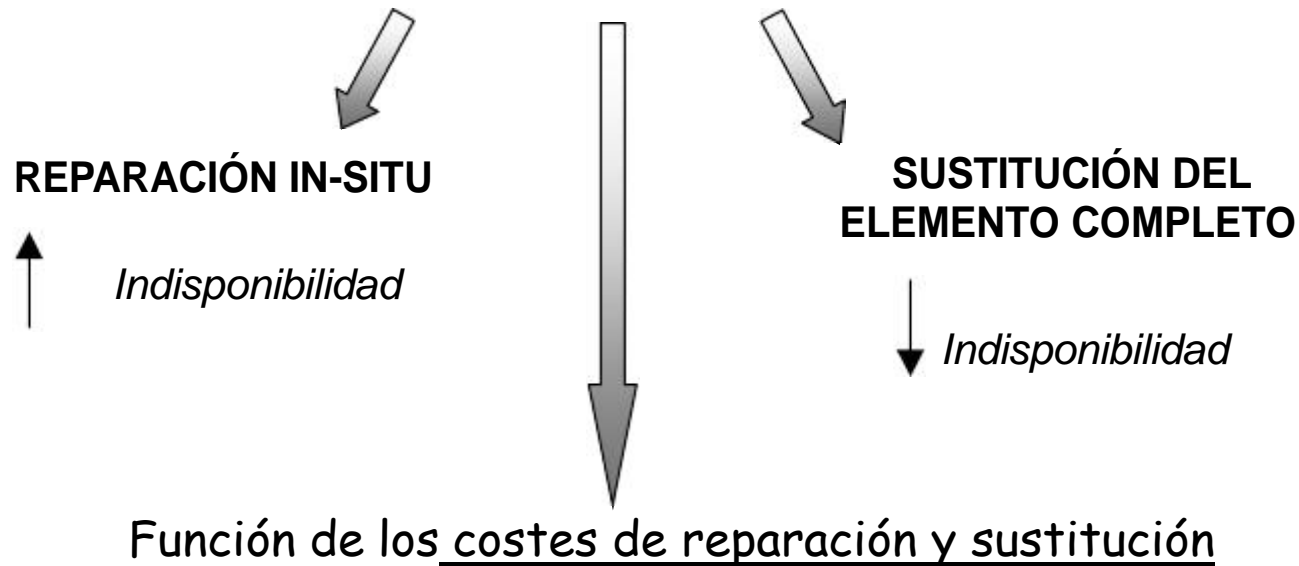 REPARACIÓN IN-SITU
Indisponibilidad
SUSTITUCIÓN DEL
ELEMENTO COMPLETO
Indisponibilidad
Función de los costes de reparación y sustitución